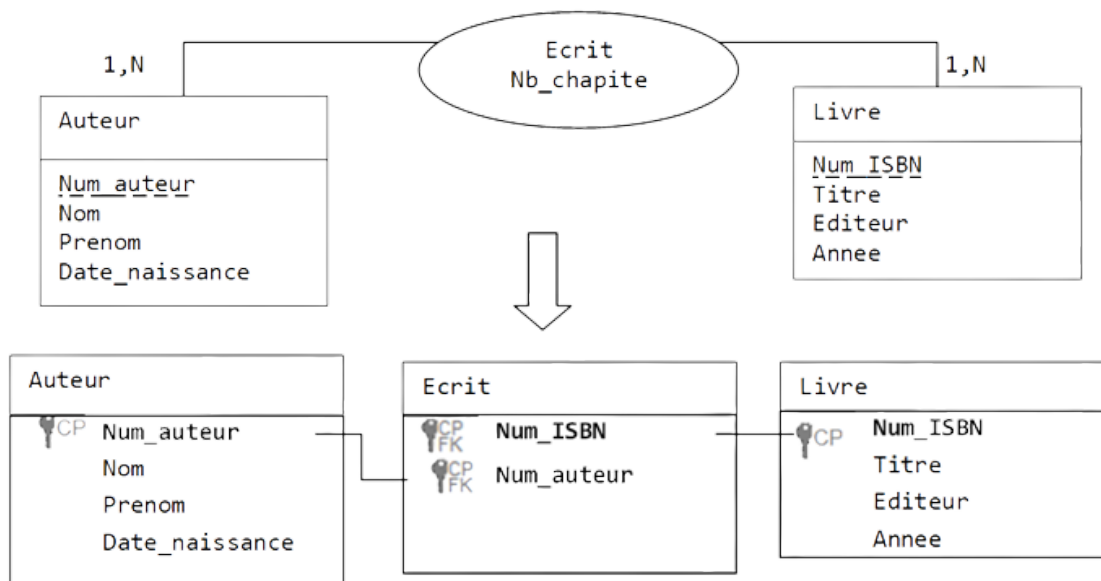 Ecrit
Nb_chapite
1,N
1,N
Auteur
Num_auteur
Nom
Prenom
Date_naissance
Livre
Num_ISBN
Titre
Editeur
Annee
Auteur
CP Num_auteur
Nom
Prenom
Date_naissance
Ecrit
CP FK Num_ISBN
CP FK Num_auteur
Livre
CP Num_ISBN
Titre
Editeur
Annee